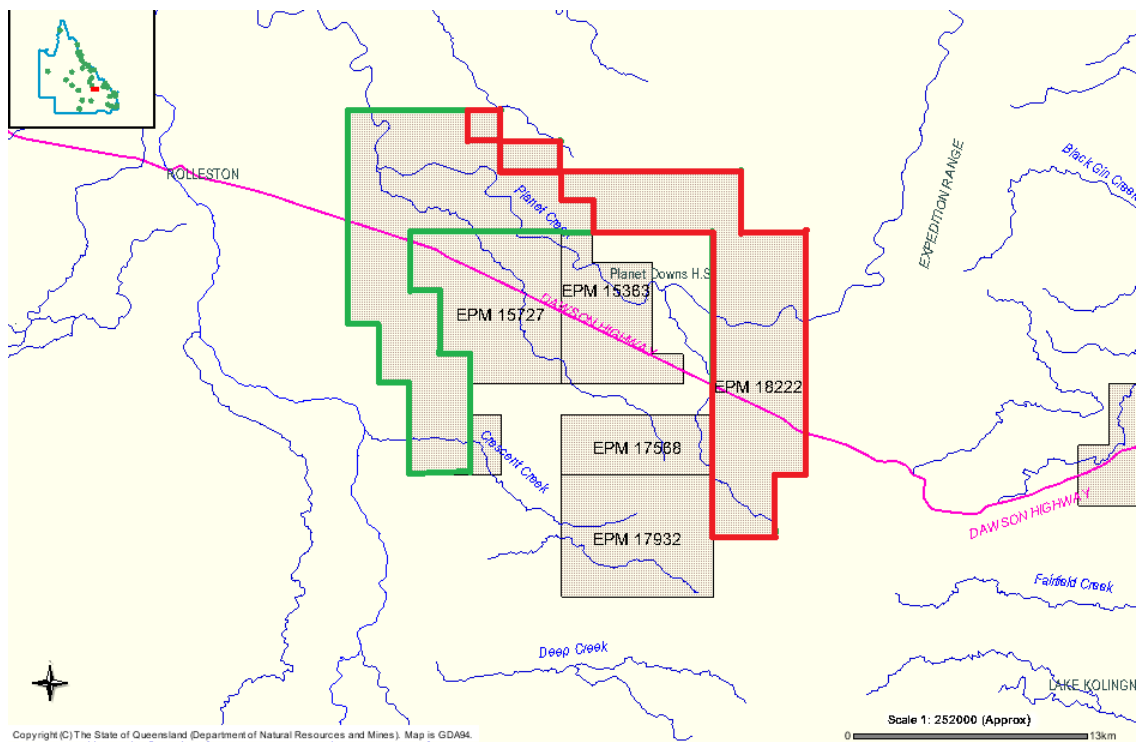 Black Gin Creek
ROLLESTON
EXPEDITION RANGE
Planet Creek
Planet Downs H.S
EPM 15363
EPM 15727
DAWSON HIGHWAY
EPM 18222
EPM 17568
Crescent Creek
DAWSON HIGHWAY
EPM 17932
Fairfield Creek
Deep Creek
LAKE KOLINGN
Scale 1: 252000 (Approx)
0 13km
Copyright (C) The State of Queensland (Department of Natural Resources and Mines). Map is GDA94.